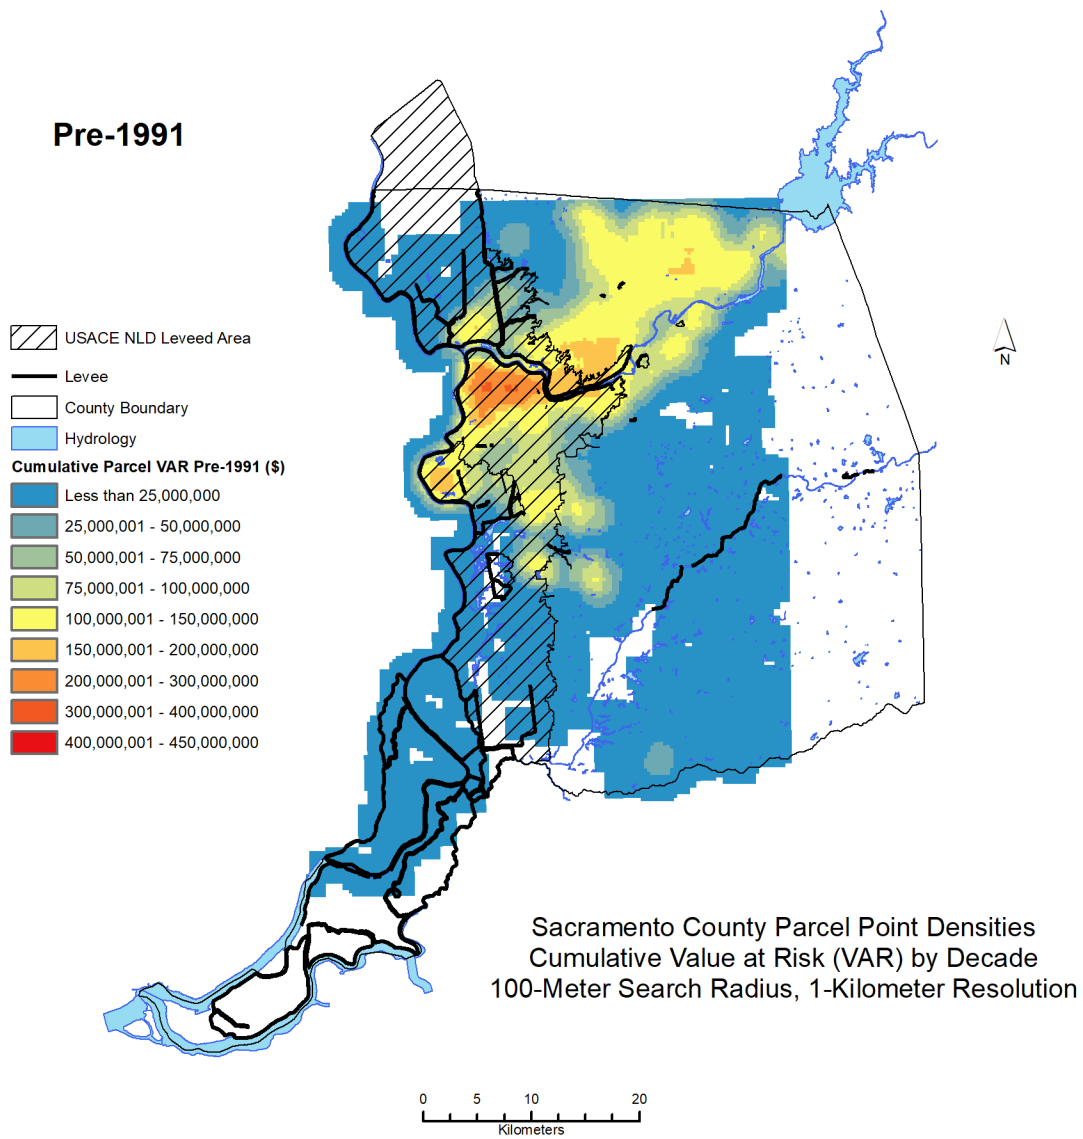 Pre-1991
USACE NLD Leveed Area
Levee
County Boundary
Hydrology
Cumulative Parcel VAR Pre-1991 ($)
Less than 25,000,000
25,000,001 - 50,000,000
50,000,001 - 75,000,000
75,000,001 - 100,000,000
100,000,001 - 150,000,000
150,000,001 - 200,000,000
200,000,001 - 300,000,000
300,000,001 - 400,000,000
400,000,001 - 450,000,000
N
Sacramento County Parcel Point Densities
Cumulative Value at Risk (VAR) by Decade
100-Meter Search Radius, 1-Kilometer Resolution
0 5 10 20
Kilometers